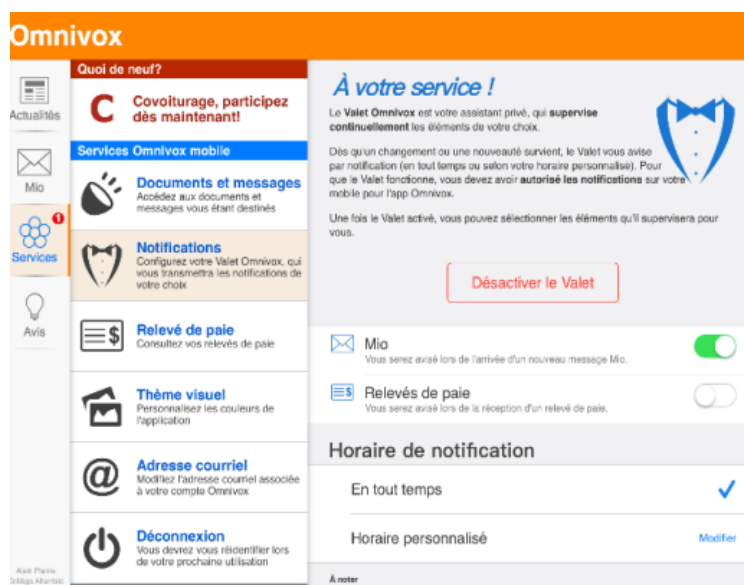 Omnivox
Actualités
Mio
1
Services
Avis
Quoi de neuf?
C
Covoiturage, participez
dès maintenant!
Services Omnivox mobile
Documents et messages
Accédez aux documents et
messages vous étant destinés
Notifications
Configurez votre Valet Omnivox, qui
vous transmettra les notifications de
votre choix
$
Relevé de paie
Consultez vos relevés de paie
Thème visuel
Personnalisez les couleurs de
l'application
@
Adresse courriel
Modifiez l'adresse courriel associée
à votre compte Omnivox
Déconnexion
Vous devrez vous réidentifier lors
de votre prochaine utilisation
À votre service !
Le Valet Omnivox est votre assistant privé, qui supervise
continuellement les éléments de votre choix.
Dès qu'un changement ou une nouveauté survient, le Valet vous avise
par notification (en tout temps ou selon votre horaire personnalisé). Pour
que le Valet fonctionne, vous devez avoir autorisé les notifications sur votre
mobile pour l'app Omnivox.
Une fois le Valet activé, vous pouvez sélectionner les éléments qu'il supervisera pour
vous.
Désactiver le Valet
Mio
Vous serez avisé lors de l'arrivée d'un nouveau message Mio.
$
Relevés de paie
Vous serez avisé lors de la réception d'un relevé de paie.
Horaire de notification
En tout temps
Horaire personnalisé
Modifier
À noter